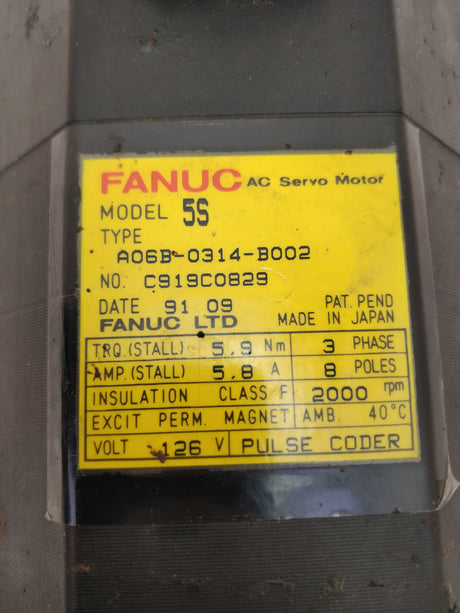 FANUC AC Servo Motor
MODEL 5S
TYPE
A06B-0314-B002
NO. C919C0829
DATE 91 09 PAT. PEND
FANUC LTD MADE IN JAPAN
TRQ.(STALL) 5.9 Nm 3 PHASE
AMP.(STALL) 5.8 A 8 POLES
INSULATION CLASS F 2000 rpm
EXCIT PERM. MAGNET AMB. 40°C
VOLT 126 V PULSE CODER